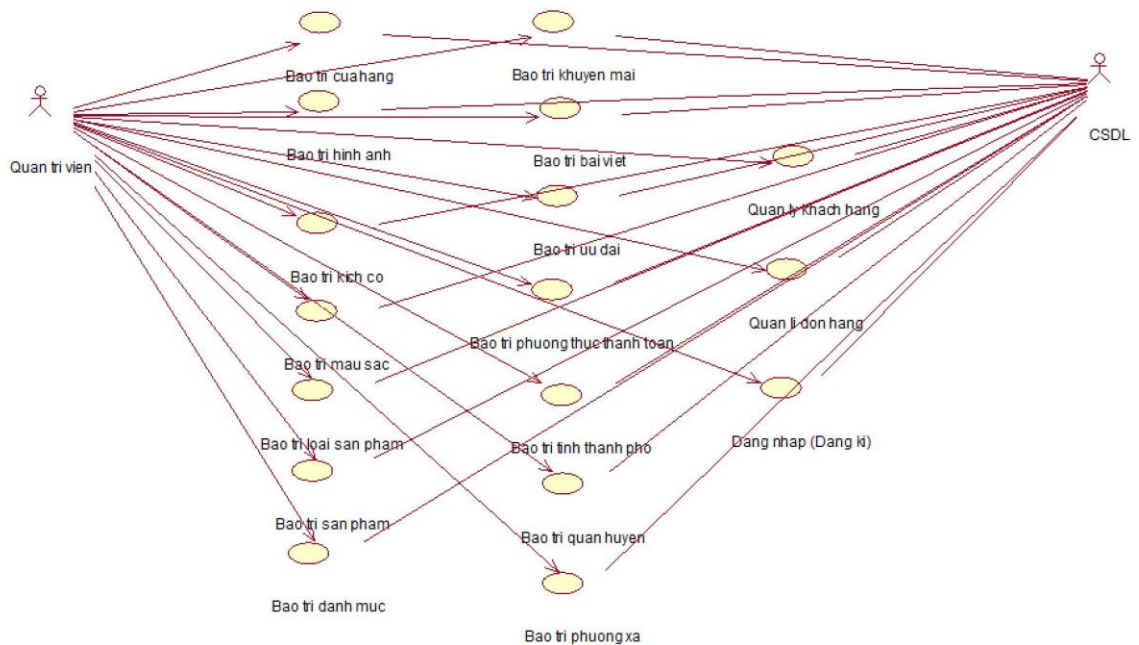 Bao tri cua hang
Bao tri khuyen mai
CSDL
Quan tri vien
Bao tri hinh anh
Bao tri bai viet
Quan ly khach hang
Bao tri uu dai
Bao tri kich co
Quan li don hang
Bao tri phuong thuc thanh toan
Bao tri mau sac
Bao tri loai san pham
Bao tri tinh thanh pho
Dang nhap (Dang ki)
Bao tri san pham
Bao tri quan huyen
Bao tri danh muc
Bao tri phuong xa